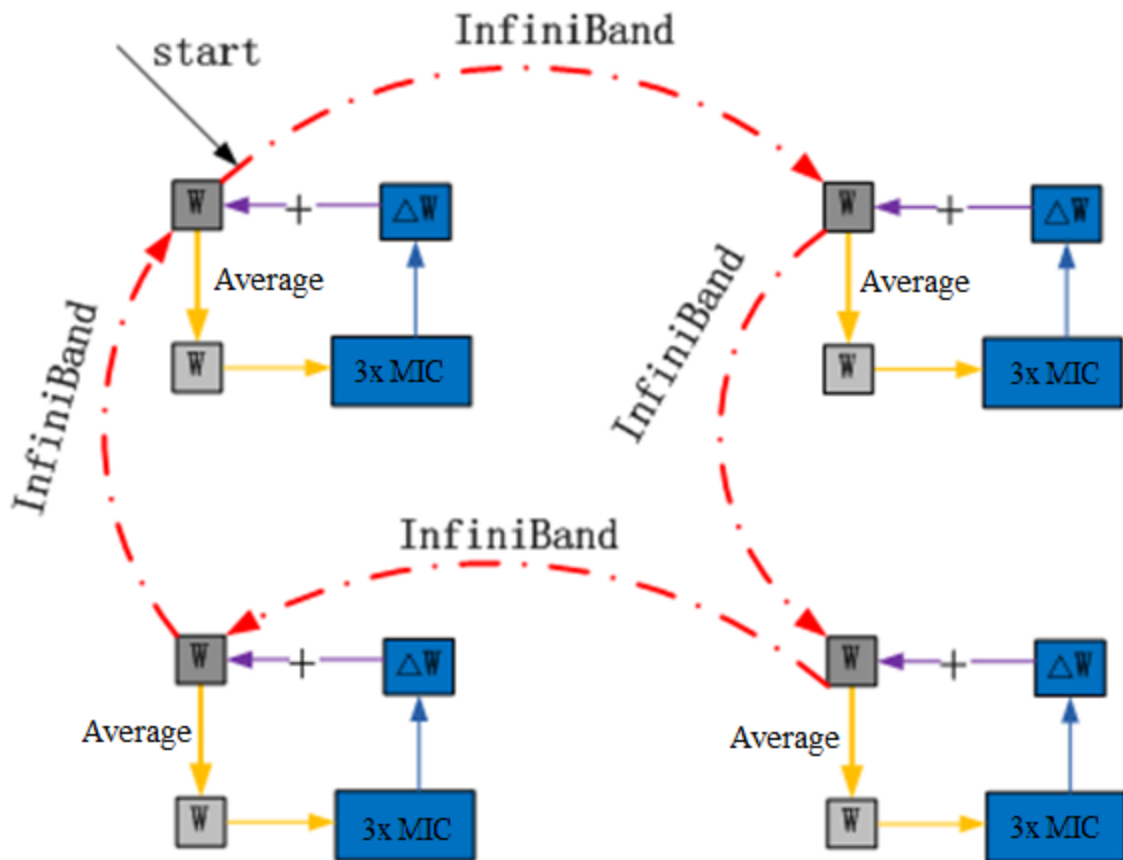 InfiniBand
start
W
+
△W
W
+
△W
Average
Average
InfiniBand
InfiniBand
W
3x MIC
W
3x MIC
InfiniBand
W
+
△W
W
+
△W
Average
Average
W
3x MIC
W
3x MIC